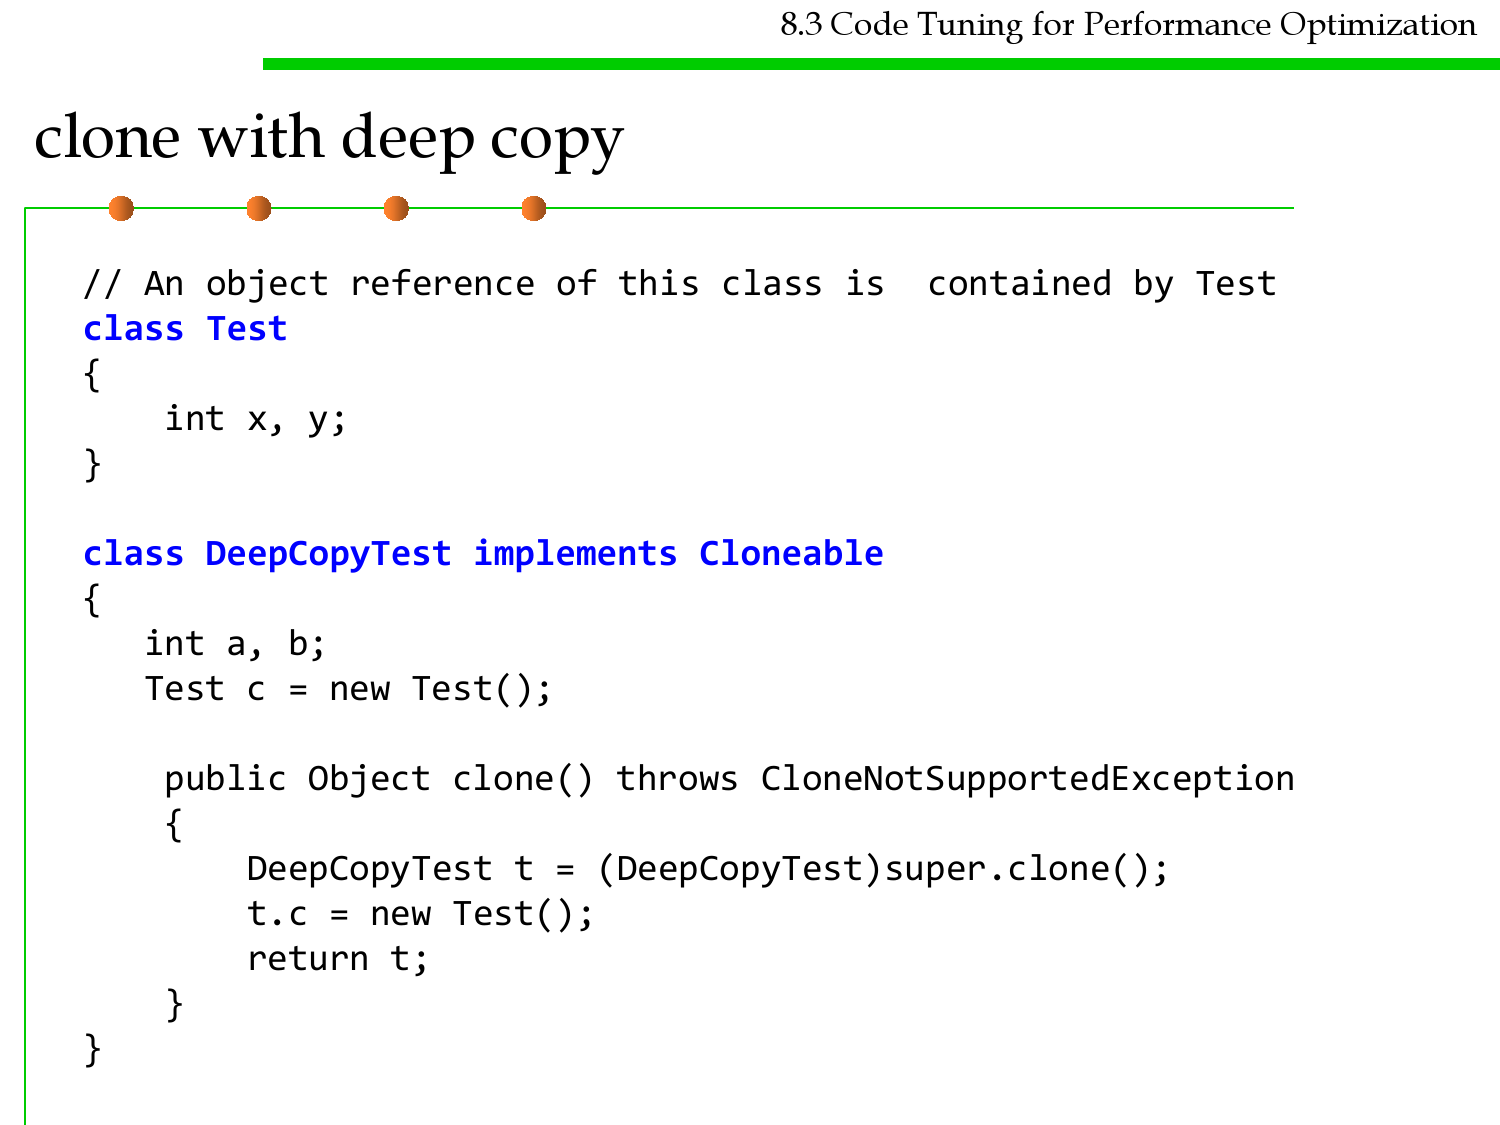 8.3 Code Tuning for Performance Optimization
clone with deep copy
// An object reference of this class is  contained by Test
class Test
{
    int x, y;
}
class DeepCopyTest implements Cloneable
{
   int a, b;
   Test c = new Test();
    public Object clone() throws CloneNotSupportedException
    {
        DeepCopyTest t = (DeepCopyTest)super.clone();
        t.c = new Test();
        return t;
    }
}